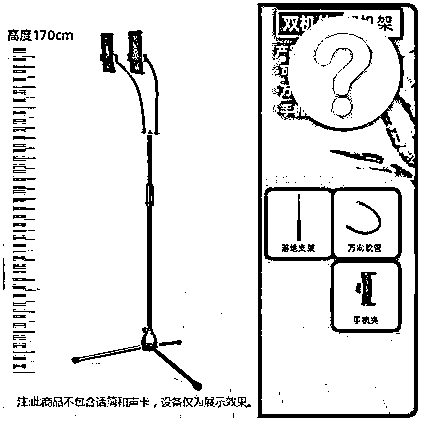 高度170cm
双机
机架
落地支架
万向软管
手机夹
注:此商品不包含话筒和声卡，设备仅为展示效果。